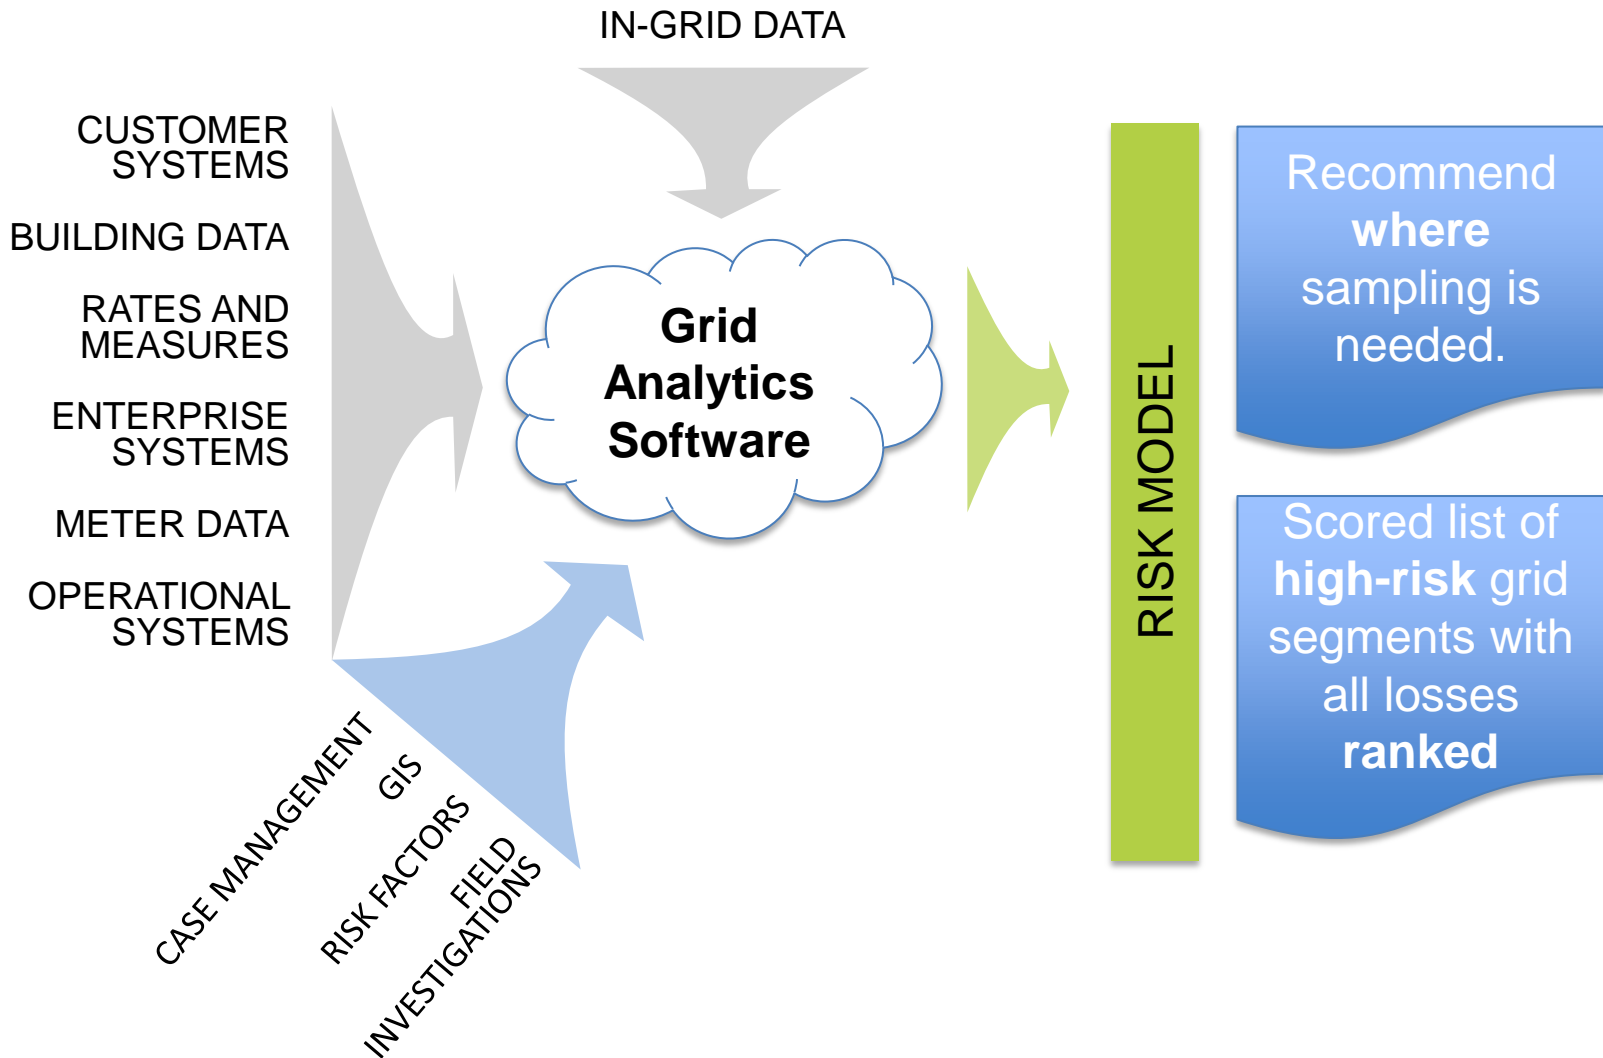 IN-GRID DATA
CUSTOMER
SYSTEMS
BUILDING DATA
RATES AND
MEASURES
ENTERPRISE
SYSTEMS
METER DATA
OPERATIONAL
SYSTEMS
CASE MANAGEMENT
GIS
RISK FACTORS
FIELD
INVESTIGATIONS
Grid
Analytics
Software
RISK MODEL
Recommend
where
sampling is
needed.
Scored list of
high-risk grid
segments with
all losses
ranked